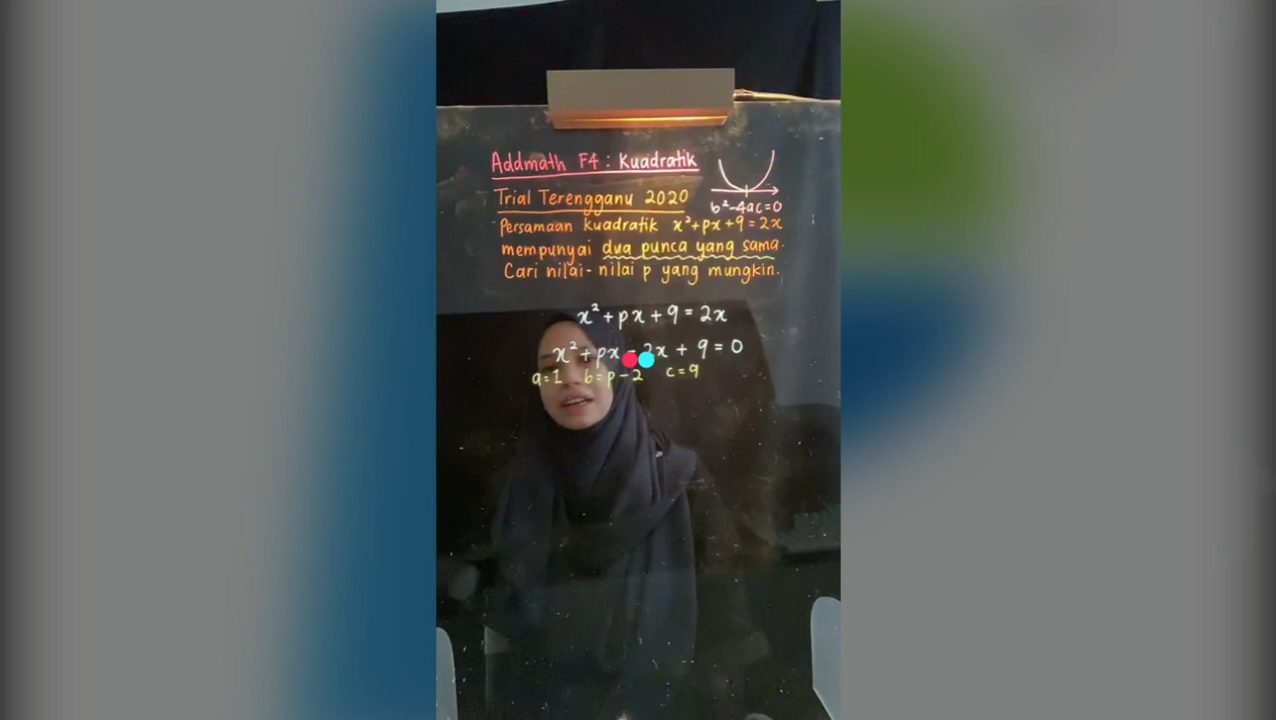 Addmath F4 : Kuadratik
b²-4ac=0
Trial Terengganu 2020
Persamaan kuadratik x²+px+9=2x
mempunyai dua punca yang sama.
Cari nilai-nilai p yang mungkin.
x²+px+9=2x
x²+px-2x+9=0
a=1 b=p-2 c=9